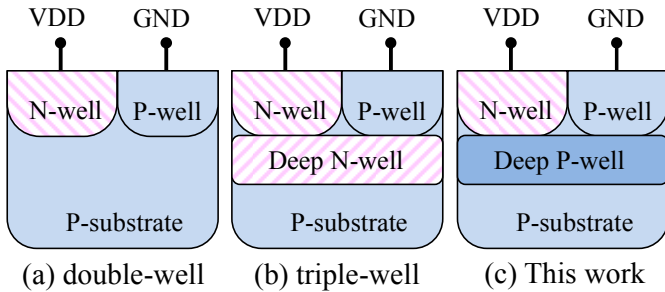 VDD GND VDD GND VDD GND
N-well P-well N-well P-well N-well P-well
Deep N-well Deep P-well
P-substrate P-substrate P-substrate
(a) double-well (b) triple-well (c) This work